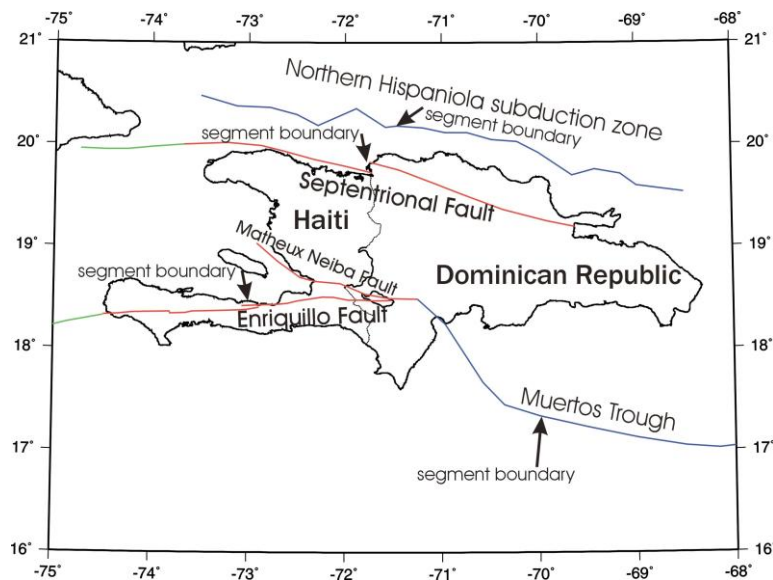 -75° -74° -73° -72° -71° -70° -69° -68°
21° 21°
Northern Hispaniola subduction zone
segment boundary
segment boundary
20° 20°
Septentrional Fault
Haiti
19° 19°
Matheux Neiba Fault
segment boundary
Dominican Republic
Enriquillo Fault
18° 18°
Muertos Trough
17° 17°
segment boundary
16° 16°
-75° -74° -73° -72° -71° -70° -69° -68°